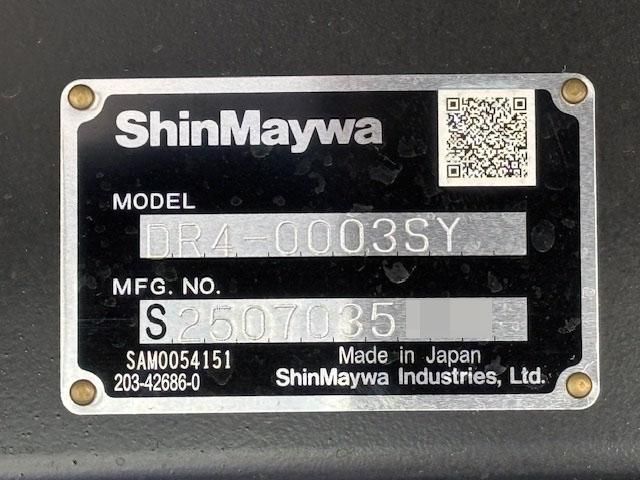 ShinMaywa
MODEL
DR4-0003SY
MFG. NO.
S2507035
SAM0054151
203-42686-0
Made in Japan
ShinMaywa Industries, Ltd.